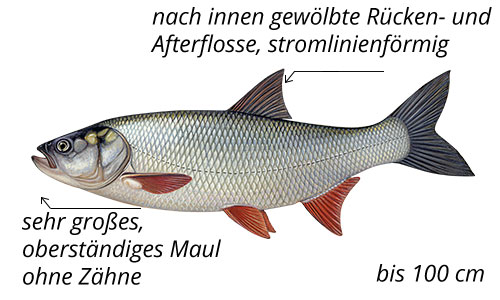 nach innen gewölbte Rücken- und
Afterflosse, stromlinienförmig
sehr großes,
oberständiges Maul
ohne Zähne
bis 100 cm